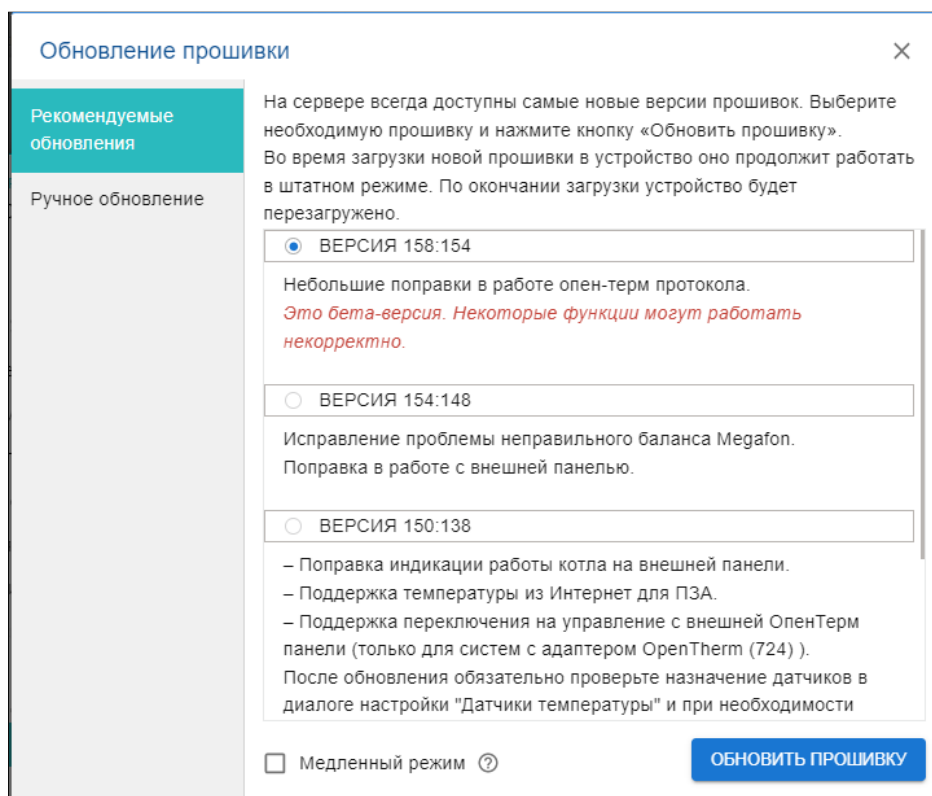 Обновление прошивки
Рекомендуемые
обновления
Ручное обновление
На сервере всегда доступны самые новые версии прошивок. Выберите
необходимую прошивку и нажмите кнопку «Обновить прошивку».
Во время загрузки новой прошивки в устройство оно продолжит работать
в штатном режиме. По окончании загрузки устройство будет
перезагружено.
ВЕРСИЯ 158:154
Небольшие поправки в работе опен-терм протокола.
Это бета-версия. Некоторые функции могут работать
некорректно.
ВЕРСИЯ 154:148
Исправление проблемы неправильного баланса Megafon.
Поправка в работе с внешней панелью.
ВЕРСИЯ 150:138
– Поправка индикации работы котла на внешней панели.
– Поддержка температуры из Интернет для ПЗА.
– Поддержка переключения на управление с внешней ОпенТерм
панели (только для систем с адаптером OpenTherm (724) ).
После обновления обязательно проверьте назначение датчиков в
диалоге настройки "Датчики температуры" и при необходимости
Медленный режим
ОБНОВИТЬ ПРОШИВКУ